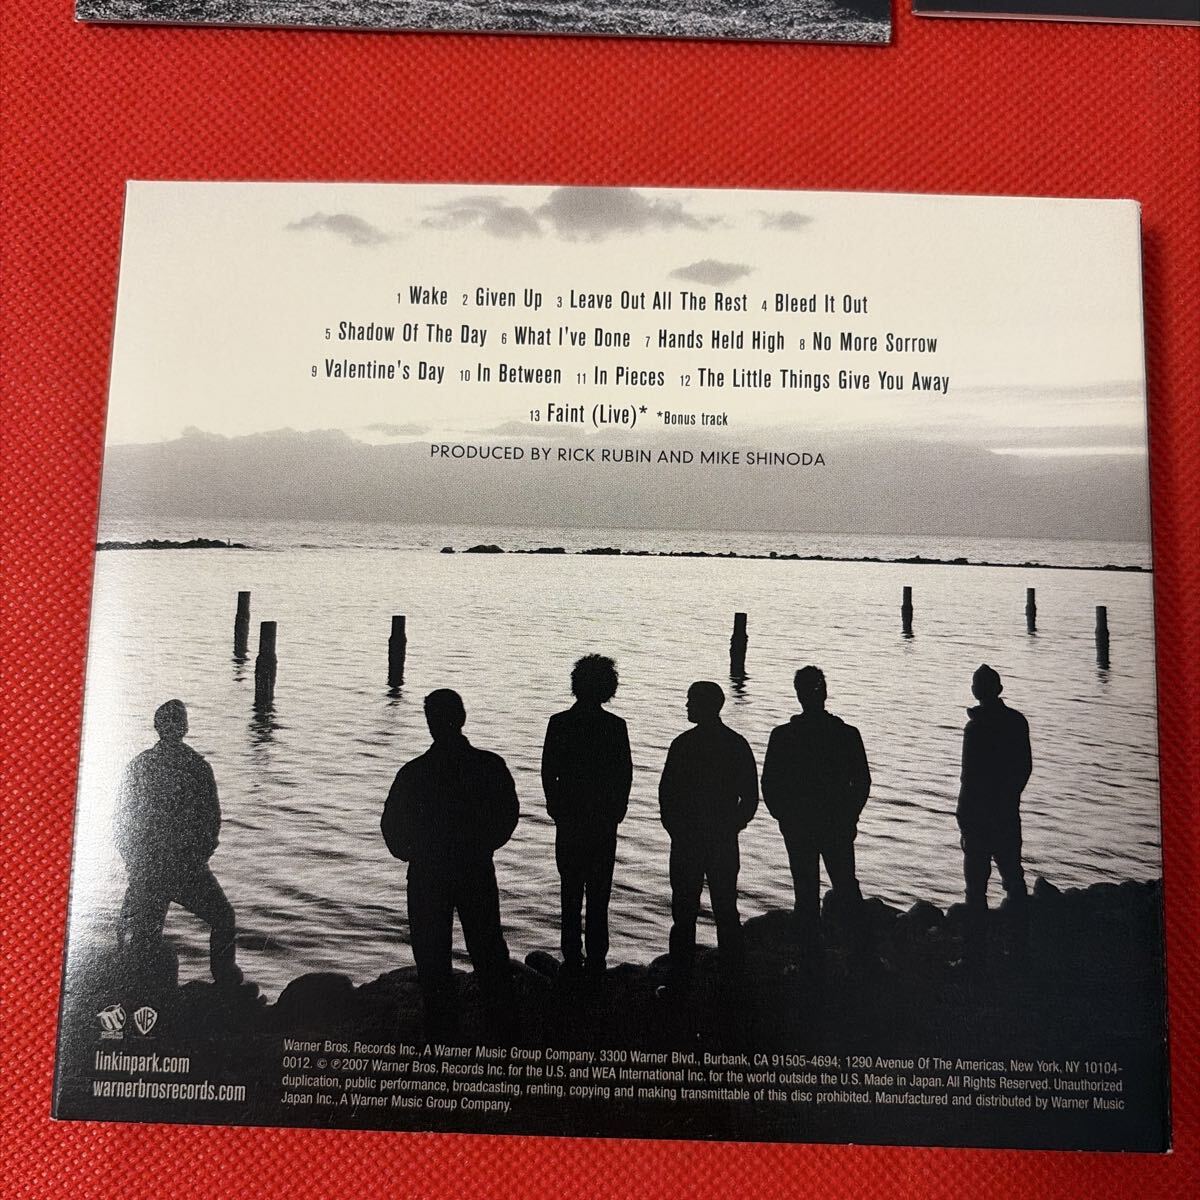 1 Wake 2 Given Up 3 Leave Out All The Rest 4 Bleed It Out
5 Shadow Of The Day 6 What I've Done 7 Hands Held High 8 No More Sorrow
9 Valentine's Day 10 In Between 11 In Pieces 12 The Little Things Give You Away
13 Faint (Live)* *Bonus track
PRODUCED BY RICK RUBIN AND MIKE SHINODA
WB
linkinpark.com
warnerbrosrecords.com
Warner Bros. Records Inc., A Warner Music Group Company. 3300 Warner Blvd., Burbank, CA 91505-4694; 1290 Avenue Of The Americas, New York, NY 10104-
0012. © ℗2007 Warner Bros. Records Inc. for the U.S. and WEA International Inc. for the world outside the U.S. Made in Japan. All Rights Reserved. Unauthorized
duplication, public performance, broadcasting, renting, copying and making transmittable of this disc prohibited. Manufactured and distributed by Warner Music
Japan Inc., A Warner Music Group Company.